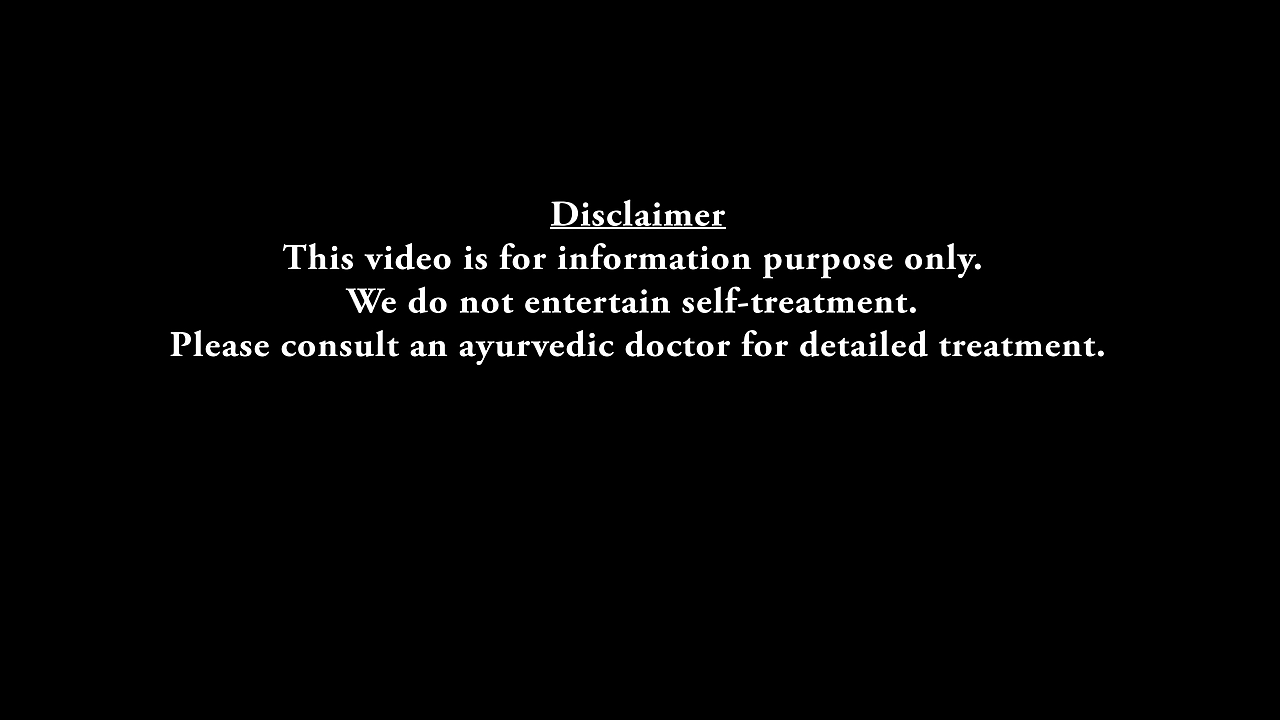 Disclaimer
This video is for information purpose only.
We do not entertain self-treatment.
Please consult an ayurvedic doctor for detailed treatment.